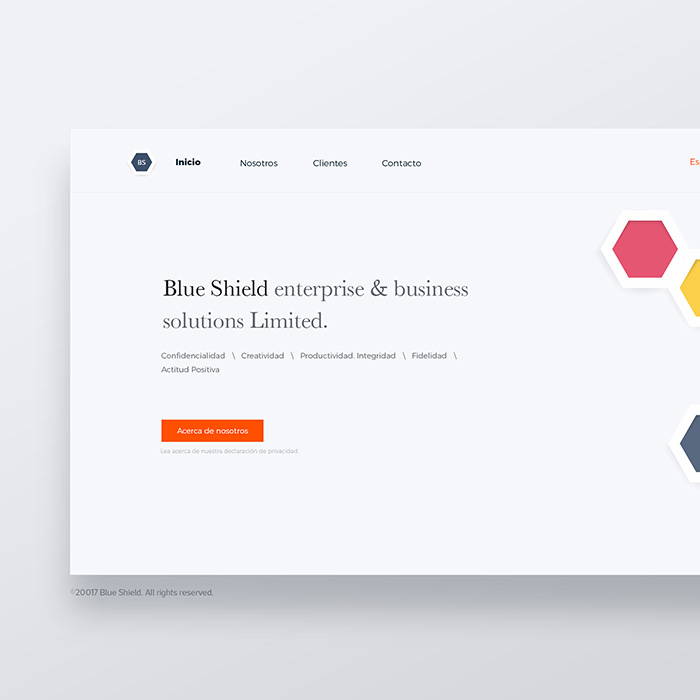 BS
Inicio Nosotros Clientes Contacto
Es
Blue Shield enterprise & business
solutions Limited.
Confidencialidad \ Creatividad \ Productividad. Integridad \ Fidelidad \
Actitud Positiva
Acerca de nosotros
Lea acerca de nuestra declaración de privacidad.
©20017 Blue Shield. All rights reserved.